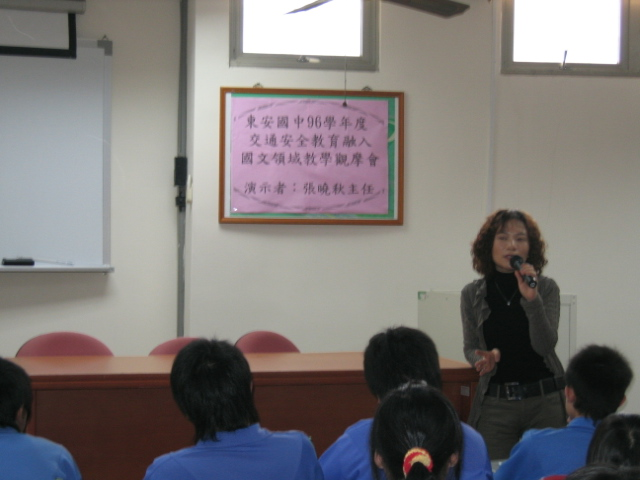 東安國中96學年度
交通安全教育融入
國文領域教學觀摩會
演示者：張曉秋主任